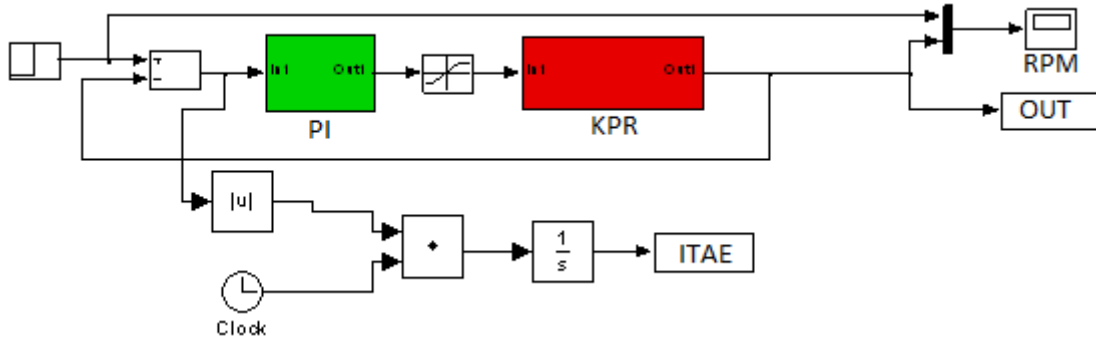 +
−
In1
Out1
PI
In1
Out1
KPR
RPM
OUT
|u|
1
s
ITAE
Clock